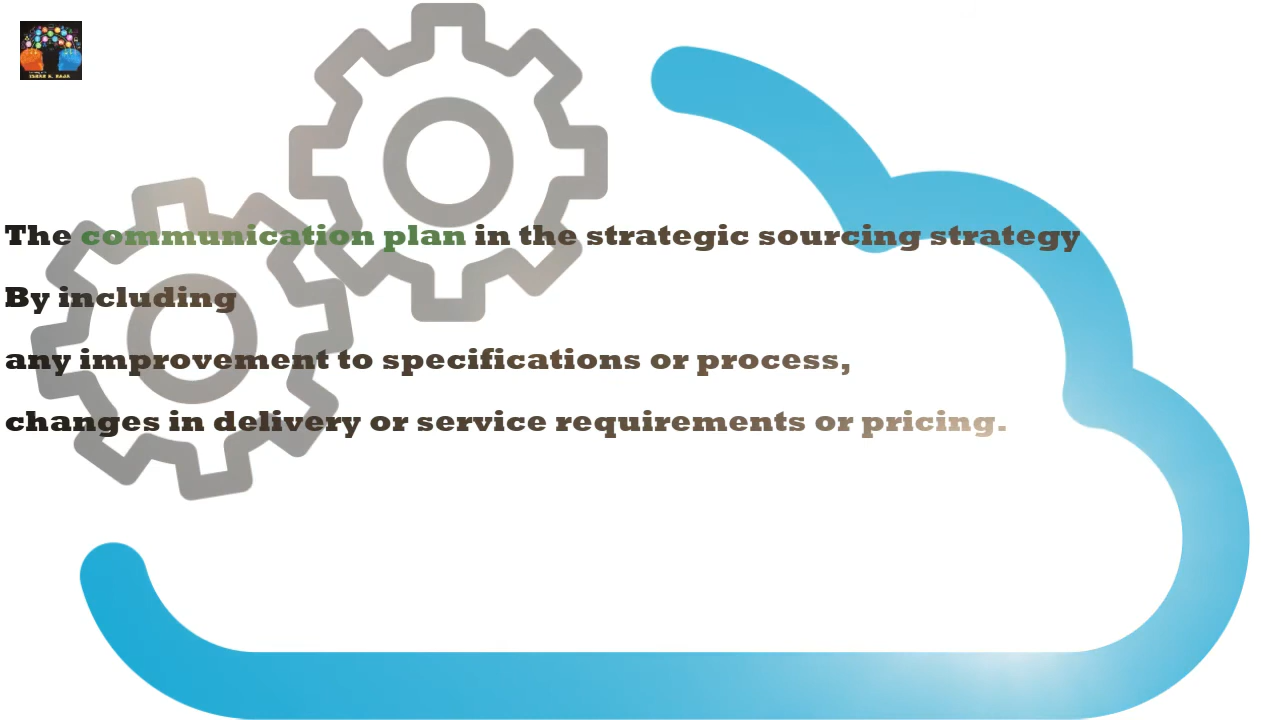 The communication plan in the strategic sourcing strategy
By including
any improvement to specifications or process,
changes in delivery or service requirements or pricing.